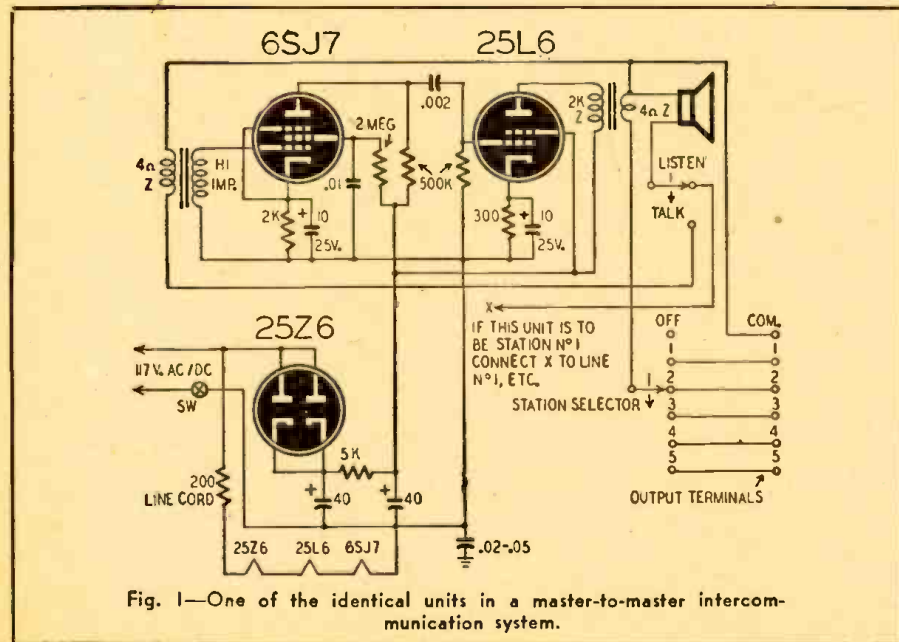 6SJ7
25L6
.002
2 MEG
2K
Z
4Ω Z
4Ω
Z
HI
IMP.
.01
500K
LISTEN
TALK
2K
+
10
25V.
300
+
10
25V.
25Z6
X
IF THIS UNIT IS TO
BE STATION Nº 1
CONNECT X TO LINE
Nº 1, ETC.
OFF
COM.
1
1
2
2
3
3
4
4
5
5
STATION SELECTOR
OUTPUT TERMINALS
117 V. AC/DC
SW
5K
200
LINE CORD
+
40
+
40
25Z6
25L6
6SJ7
.02-.05
Fig. 1—One of the identical units in a master-to-master intercom-
munication system.